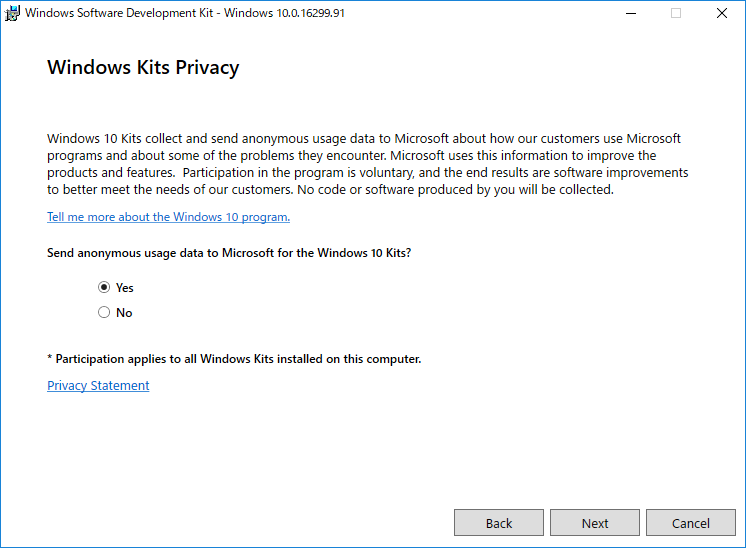 Windows Software Development Kit - Windows 10.0.16299.91
Windows Kits Privacy
Windows 10 Kits collect and send anonymous usage data to Microsoft about how our customers use Microsoft
programs and about some of the problems they encounter. Microsoft uses this information to improve the
products and features.  Participation in the program is voluntary, and the end results are software improvements
to better meet the needs of our customers. No code or software produced by you will be collected.
Tell me more about the Windows 10 program.
Send anonymous usage data to Microsoft for the Windows 10 Kits?
Yes
No
* Participation applies to all Windows Kits installed on this computer.
Privacy Statement
Back Next Cancel